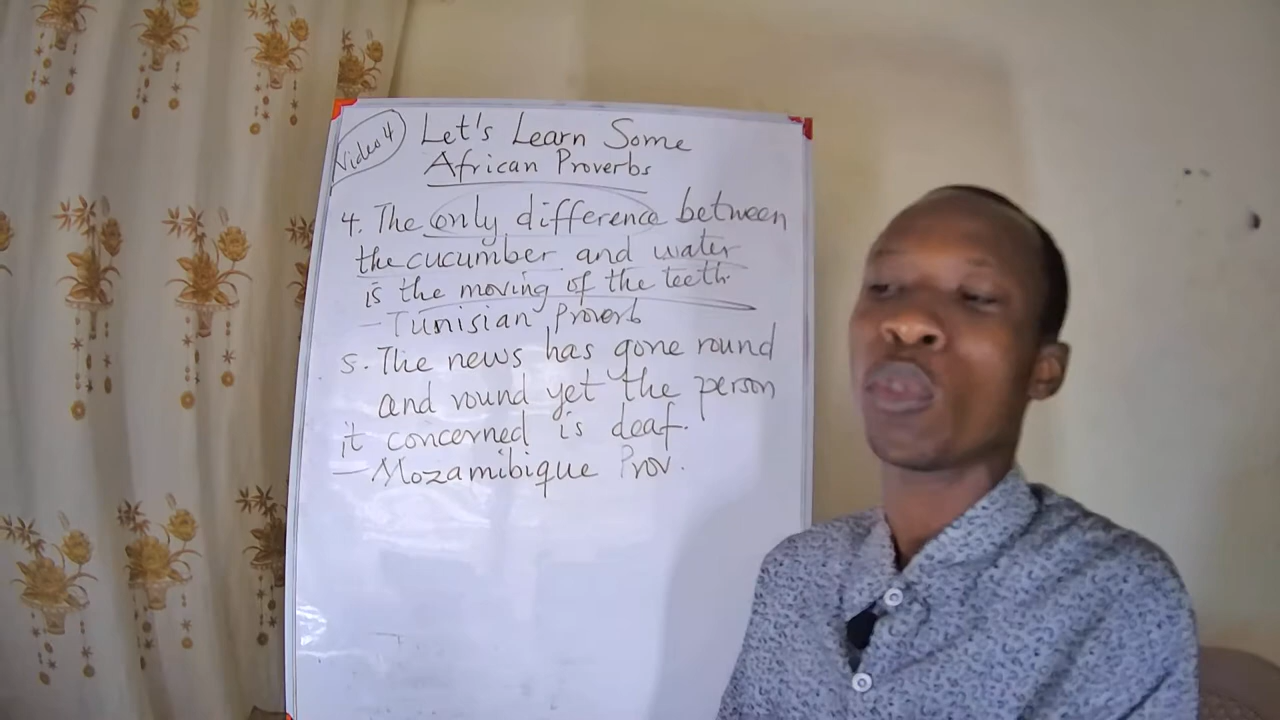 Video 4
Let's Learn Some
African Proverbs
4. The only difference between
the cucumber and water
is the moving of the teeth.
- Tunisian Proverb
5. The news has gone round
and round yet the person
it concerned is deaf.
- Mozamibique Prov.